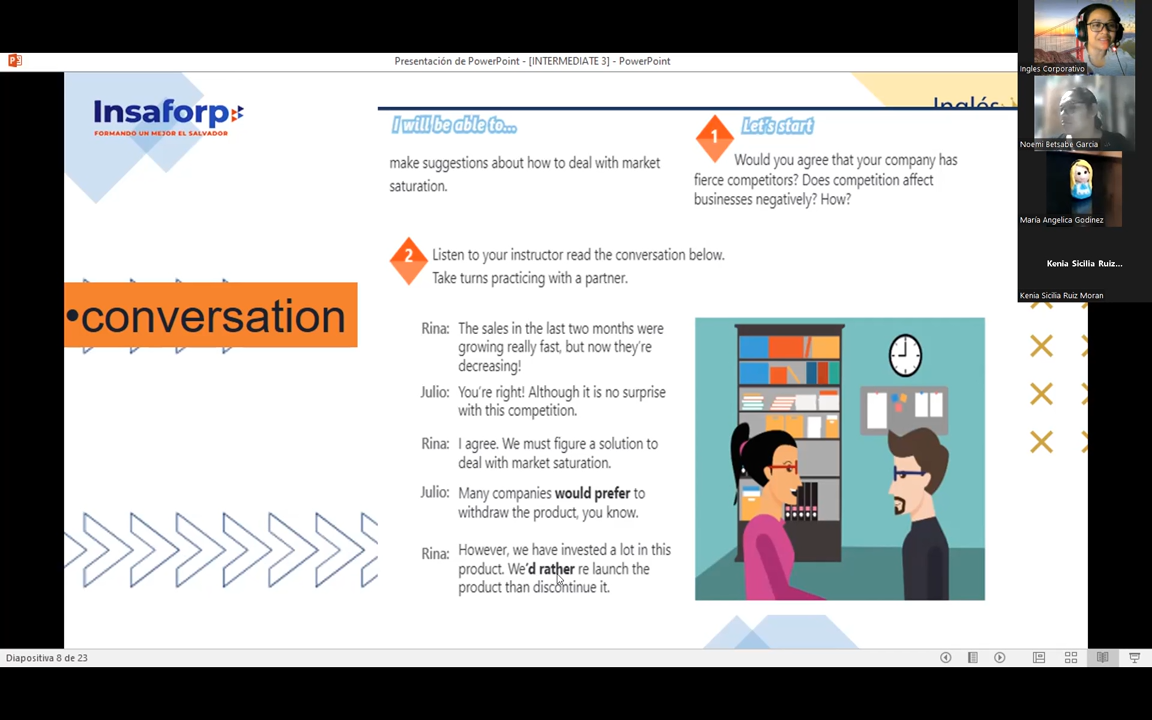 Presentación de PowerPoint - [INTERMEDIATE 3] - PowerPoint
Insaforp
FORMANDO UN MEJOR EL SALVADOR
Inglés
I will be able to...
make suggestions about how to deal with market
saturation.
1
Let's start
Would you agree that your company has
fierce competitors? Does competition affect
businesses negatively? How?
2
Listen to your instructor read the conversation below.
Take turns practicing with a partner.
•conversation
Rina: The sales in the last two months were
growing really fast, but now they're
decreasing!
Julio: You're right! Although it is no surprise
with this competition.
Rina: I agree. We must figure a solution to
deal with market saturation.
Julio: Many companies would prefer to
withdraw the product, you know.
Rina: However, we have invested a lot in this
product. We'd rather re launch the
product than discontinue it.
Ingles Corporativo
Noemi Betsabe Garcia
María Angelica Godinez
Kenia Sicilia Ruiz...
Kenia Sicilia Ruiz Moran
Diapositiva 8 de 23